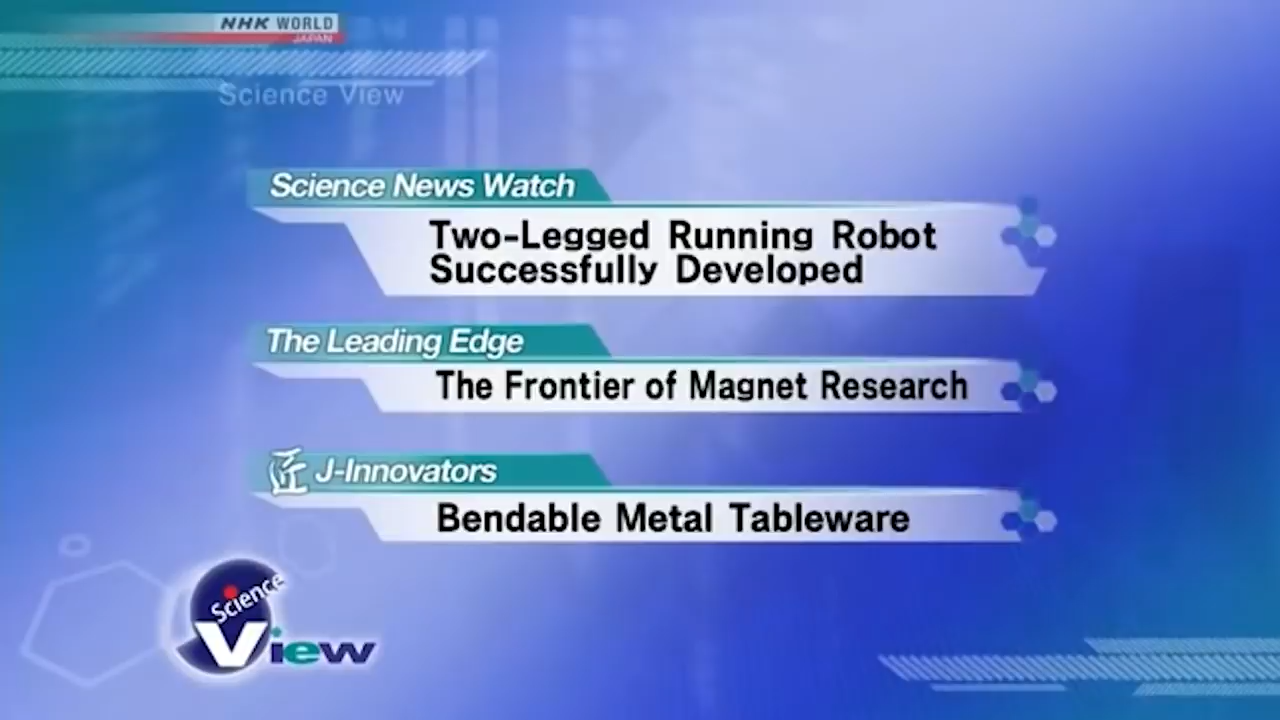 NHK WORLD
JAPAN
Science View
Science News Watch
Two-Legged Running Robot
Successfully Developed
The Leading Edge
The Frontier of Magnet Research
匠 J-Innovators
Bendable Metal Tableware
Science
View